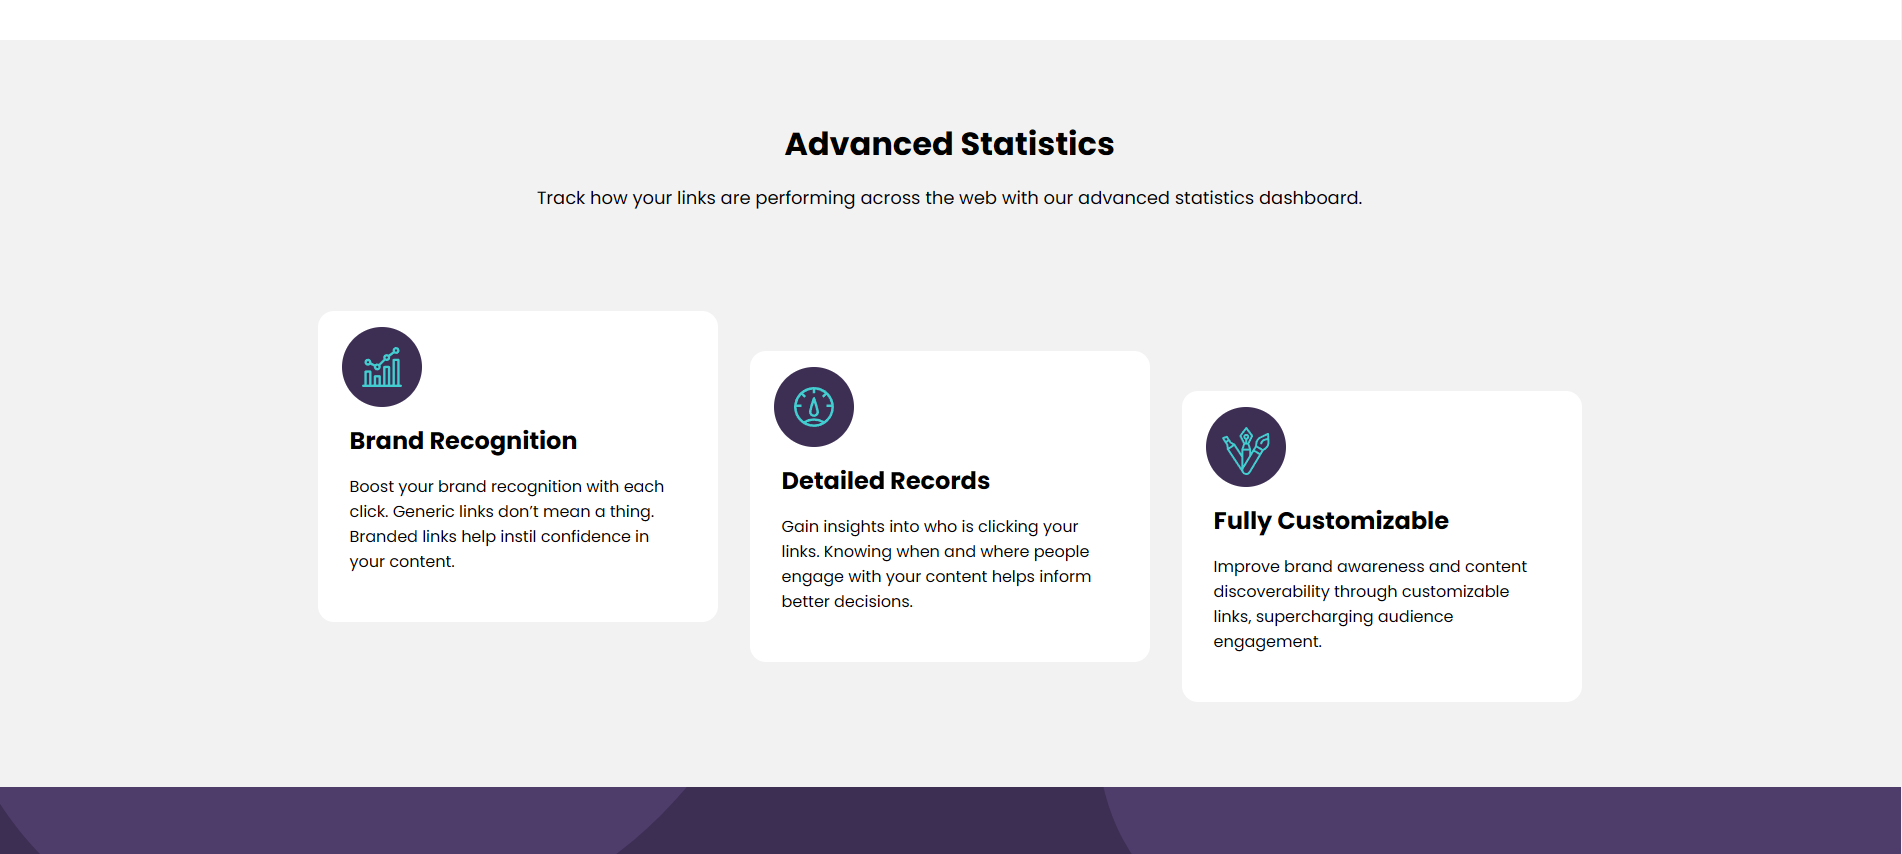 Advanced Statistics
Track how your links are performing across the web with our advanced statistics dashboard.
Brand Recognition
Boost your brand recognition with each
click. Generic links don’t mean a thing.
Branded links help instil confidence in
your content.
Detailed Records
Gain insights into who is clicking your
links. Knowing when and where people
engage with your content helps inform
better decisions.
Fully Customizable
Improve brand awareness and content
discoverability through customizable
links, supercharging audience
engagement.